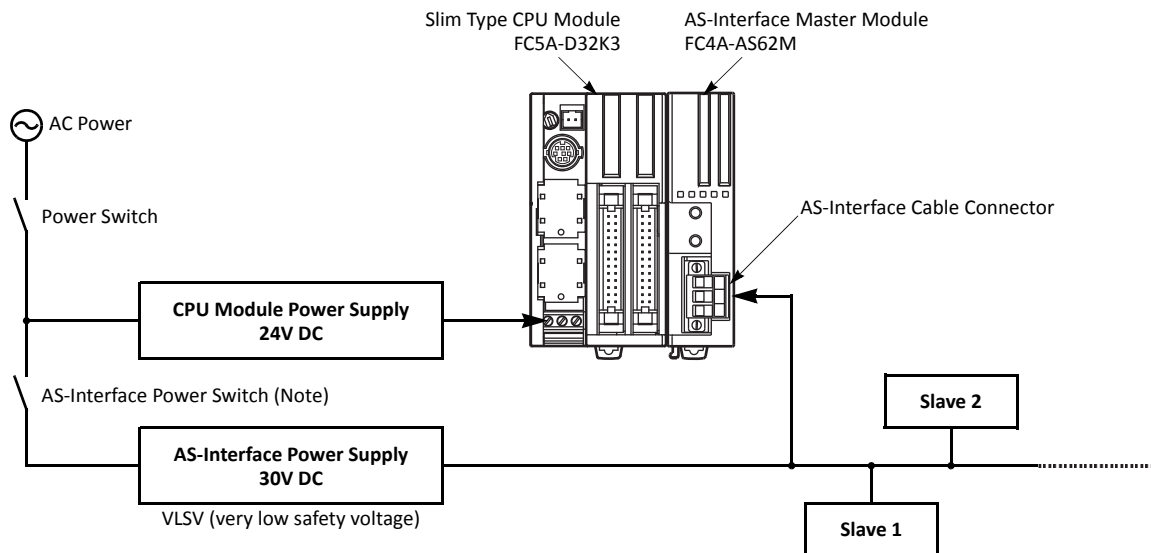 Slim Type CPU Module
FC5A-D32K3
AS-Interface Master Module
FC4A-AS62M
AC Power
Power Switch
AS-Interface Cable Connector
CPU Module Power Supply
24V DC
AS-Interface Power Switch (Note)
Slave 2
AS-Interface Power Supply
30V DC
VLSV (very low safety voltage)
Slave 1